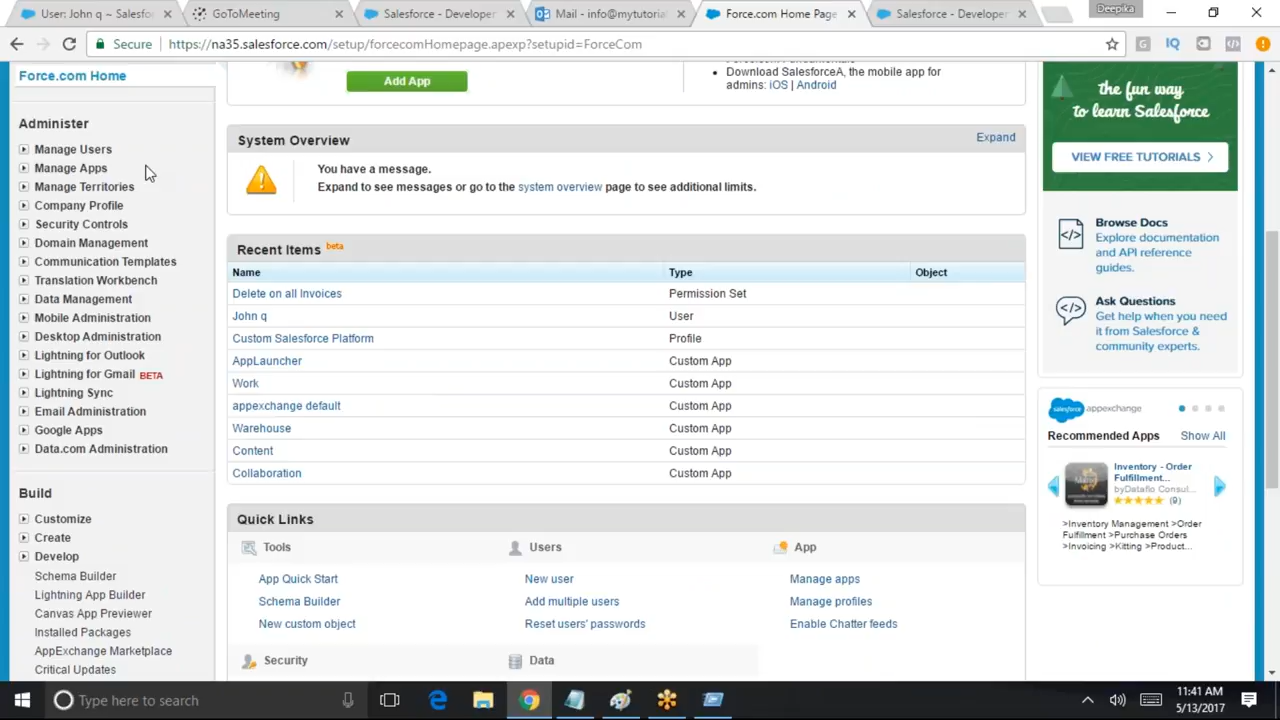 User: John q ~ Salesfo
GoToMeeting
Salesforce - Developer
Mail - info@mytutoria
Force.com Home Page
Salesforce - Developer
Deepika
Secure
https://na35.salesforce.com/setup/forcecomHomepage.apexp?setupid=ForceCom
G
IQ
Force.com Home
Administer
Manage Users
Manage Apps
Manage Territories
Company Profile
Security Controls
Domain Management
Communication Templates
Translation Workbench
Data Management
Mobile Administration
Desktop Administration
Lightning for Outlook
Lightning for Gmail BETA
Lightning Sync
Email Administration
Google Apps
Data.com Administration
Build
Customize
Create
Develop
Schema Builder
Lightning App Builder
Canvas App Previewer
Installed Packages
AppExchange Marketplace
Critical Updates
Add App
Download SalesforceA, the mobile app for
admins: iOS | Android
System Overview
Expand
You have a message.
Expand to see messages or go to the system overview page to see additional limits.
Recent Items beta
Name Type Object
Delete on all Invoices Permission Set
John q User
Custom Salesforce Platform Profile
AppLauncher Custom App
Work Custom App
appexchange default Custom App
Warehouse Custom App
Content Custom App
Collaboration Custom App
Quick Links
Tools Users App
App Quick Start New user Manage apps
Schema Builder Add multiple users Manage profiles
New custom object Reset users' passwords Enable Chatter feeds
Security Data
the fun way
to learn Salesforce
VIEW FREE TUTORIALS
Browse Docs
Explore documentation
and API reference
guides.
Ask Questions
Get help when you need
it from Salesforce &
community experts.
salesforce appexchange
Recommended Apps Show All
Inventory - Order
Fulfillment...
byDatafio Consul...
(9)
>Inventory Management >Order
Fulfillment >Purchase Orders
>Invoicing >Kitting >Product...
Type here to search
11:41 AM
5/13/2017